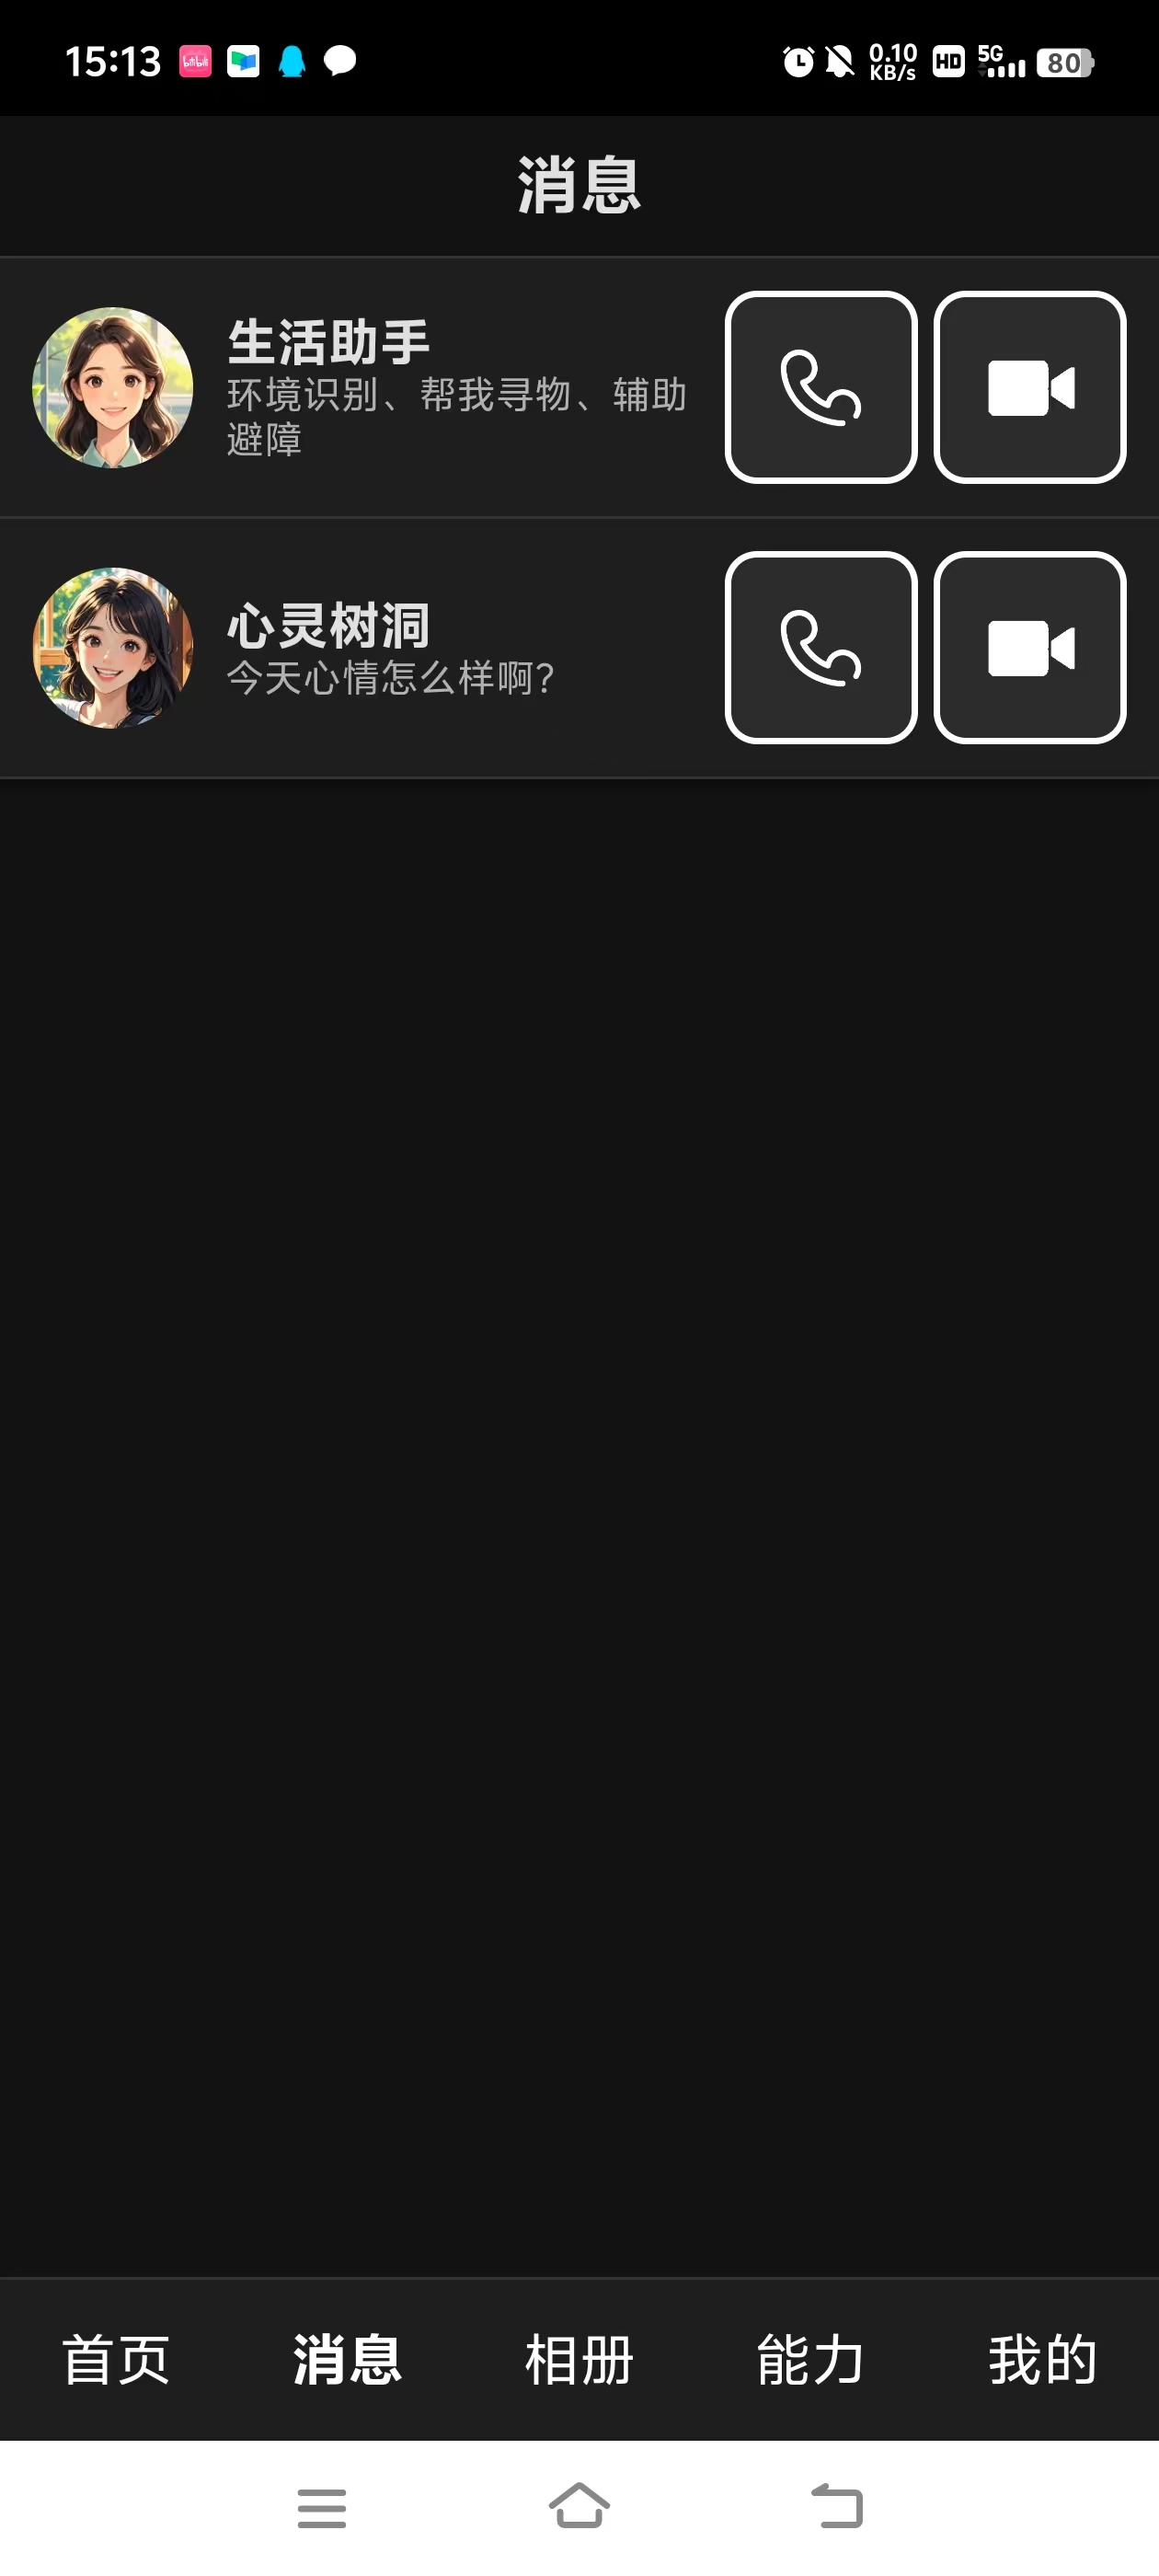 15:13
bilibili
0.10
KB/s
HD
5G
80
消息
生活助手
环境识别、帮我寻物、辅助
避障
心灵树洞
今天心情怎么样啊?
首页 消息 相册 能力 我的